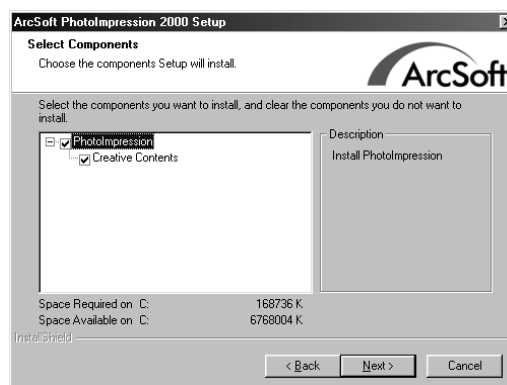 ArcSoft PhotoImpression 2000 Setup
Select Components
Choose the components Setup will install.
ArcSoft
Select the components you want to install, and clear the components you do not want to
install.
PhotoImpression
Creative Contents
Description
Install PhotoImpression
Space Required on C: 168736 K
Space Available on C: 6768004 K
InstallShield
< Back
Next >
Cancel